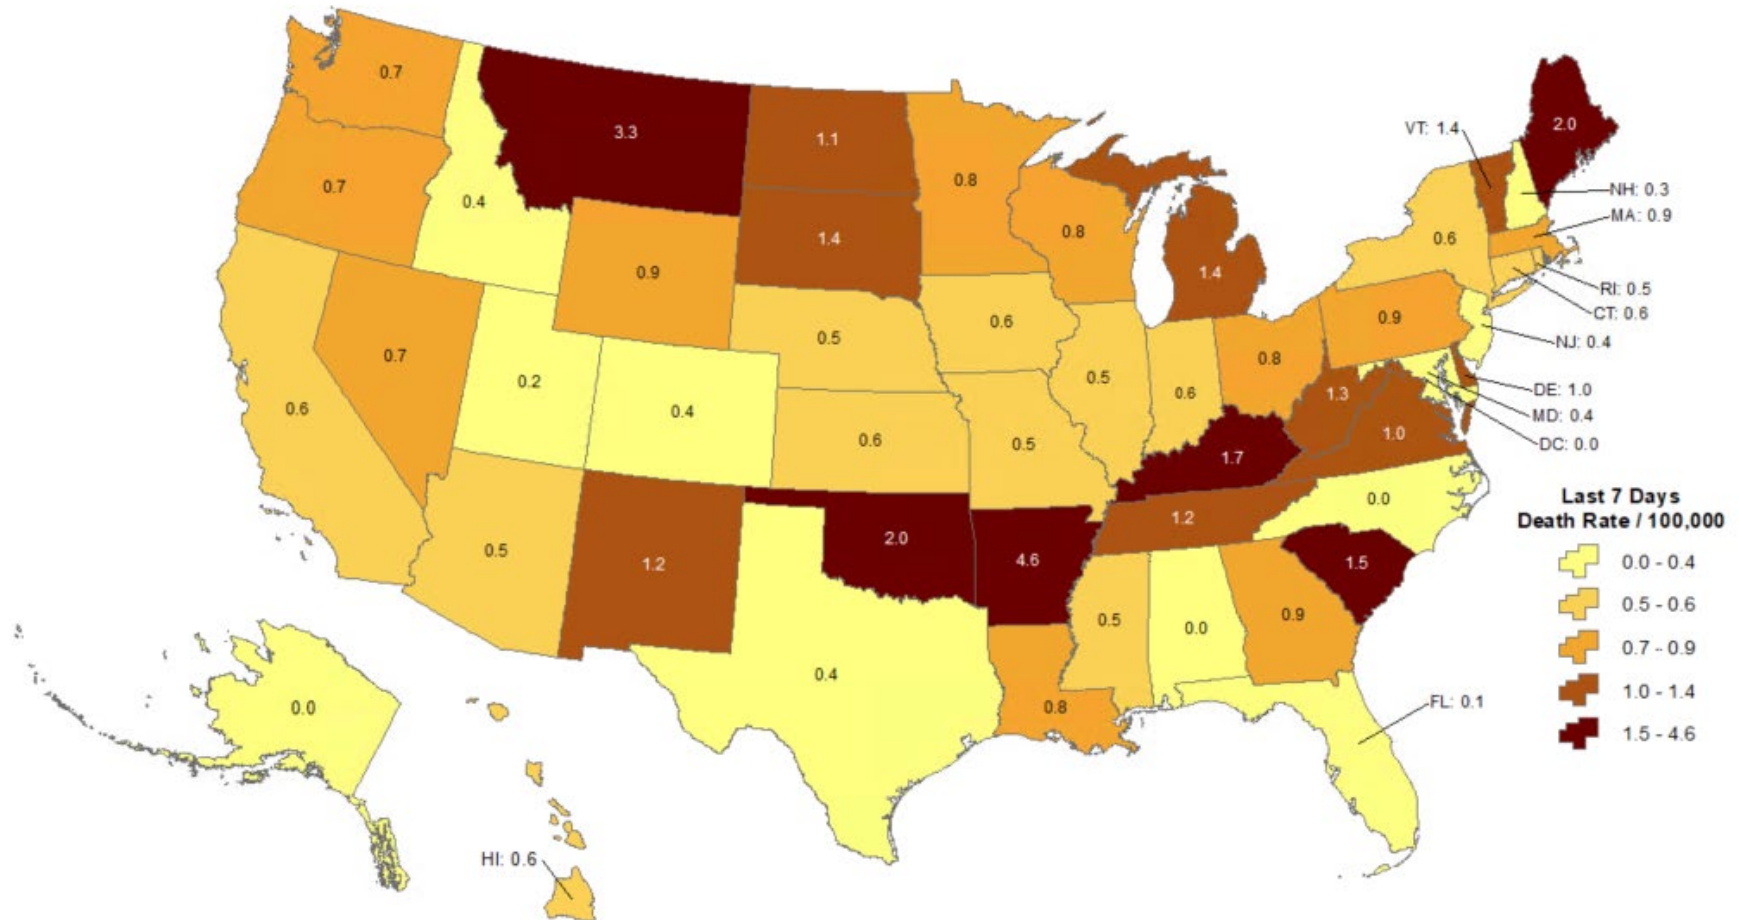 0.7
0.7
0.4
3.3
1.1
0.8
1.4
0.9
0.8
1.4
VT: 1.4
2.0
NH: 0.3
MA: 0.9
0.6
RI: 0.5
CT: 0.6
NJ: 0.4
0.9
DE: 1.0
MD: 0.4
DC: 0.0
0.6
0.7
0.2
0.4
0.5
0.6
0.6
0.5
0.5
0.6
0.8
1.3
1.0
1.7
1.2
0.0
1.5
0.5
1.2
2.0
4.6
0.4
0.8
0.5
0.0
0.9
FL: 0.1
0.0
HI: 0.6
Last 7 Days
Death Rate / 100,000
0.0 - 0.4
0.5 - 0.6
0.7 - 0.9
1.0 - 1.4
1.5 - 4.6